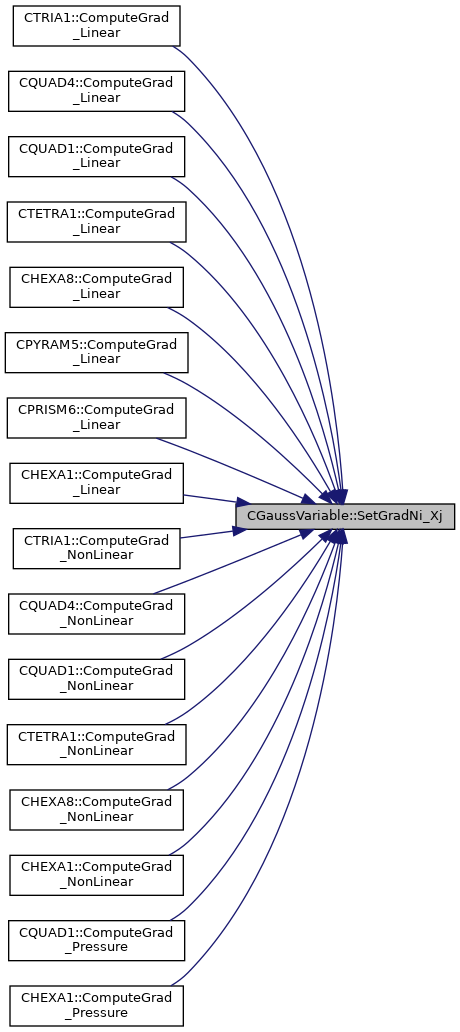 CTRIA1::ComputeGrad
_Linear
CQUAD4::ComputeGrad
_Linear
CQUAD1::ComputeGrad
_Linear
CTETRA1::ComputeGrad
_Linear
CHEXA8::ComputeGrad
_Linear
CPYRAM5::ComputeGrad
_Linear
CPRISM6::ComputeGrad
_Linear
CHEXA1::ComputeGrad
_Linear
CGaussVariable::SetGradNi_Xj
CTRIA1::ComputeGrad
_NonLinear
CQUAD4::ComputeGrad
_NonLinear
CQUAD1::ComputeGrad
_NonLinear
CTETRA1::ComputeGrad
_NonLinear
CHEXA8::ComputeGrad
_NonLinear
CHEXA1::ComputeGrad
_NonLinear
CQUAD1::ComputeGrad
_Pressure
CHEXA1::ComputeGrad
_Pressure